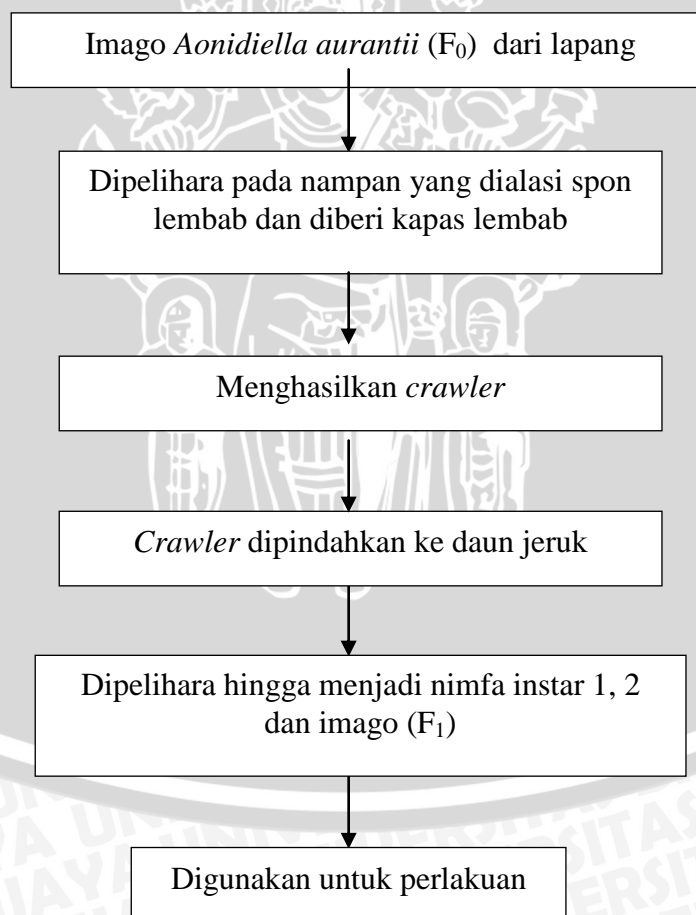 Imago Aonidiella aurantii (F₀) dari lapang
Dipelihara pada nampan yang dialasi spon
lembab dan diberi kapas lembab
Menghasilkan crawler
Crawler dipindahkan ke daun jeruk
Dipelihara hingga menjadi nimfa instar 1, 2
dan imago (F₁)
Digunakan untuk perlakuan